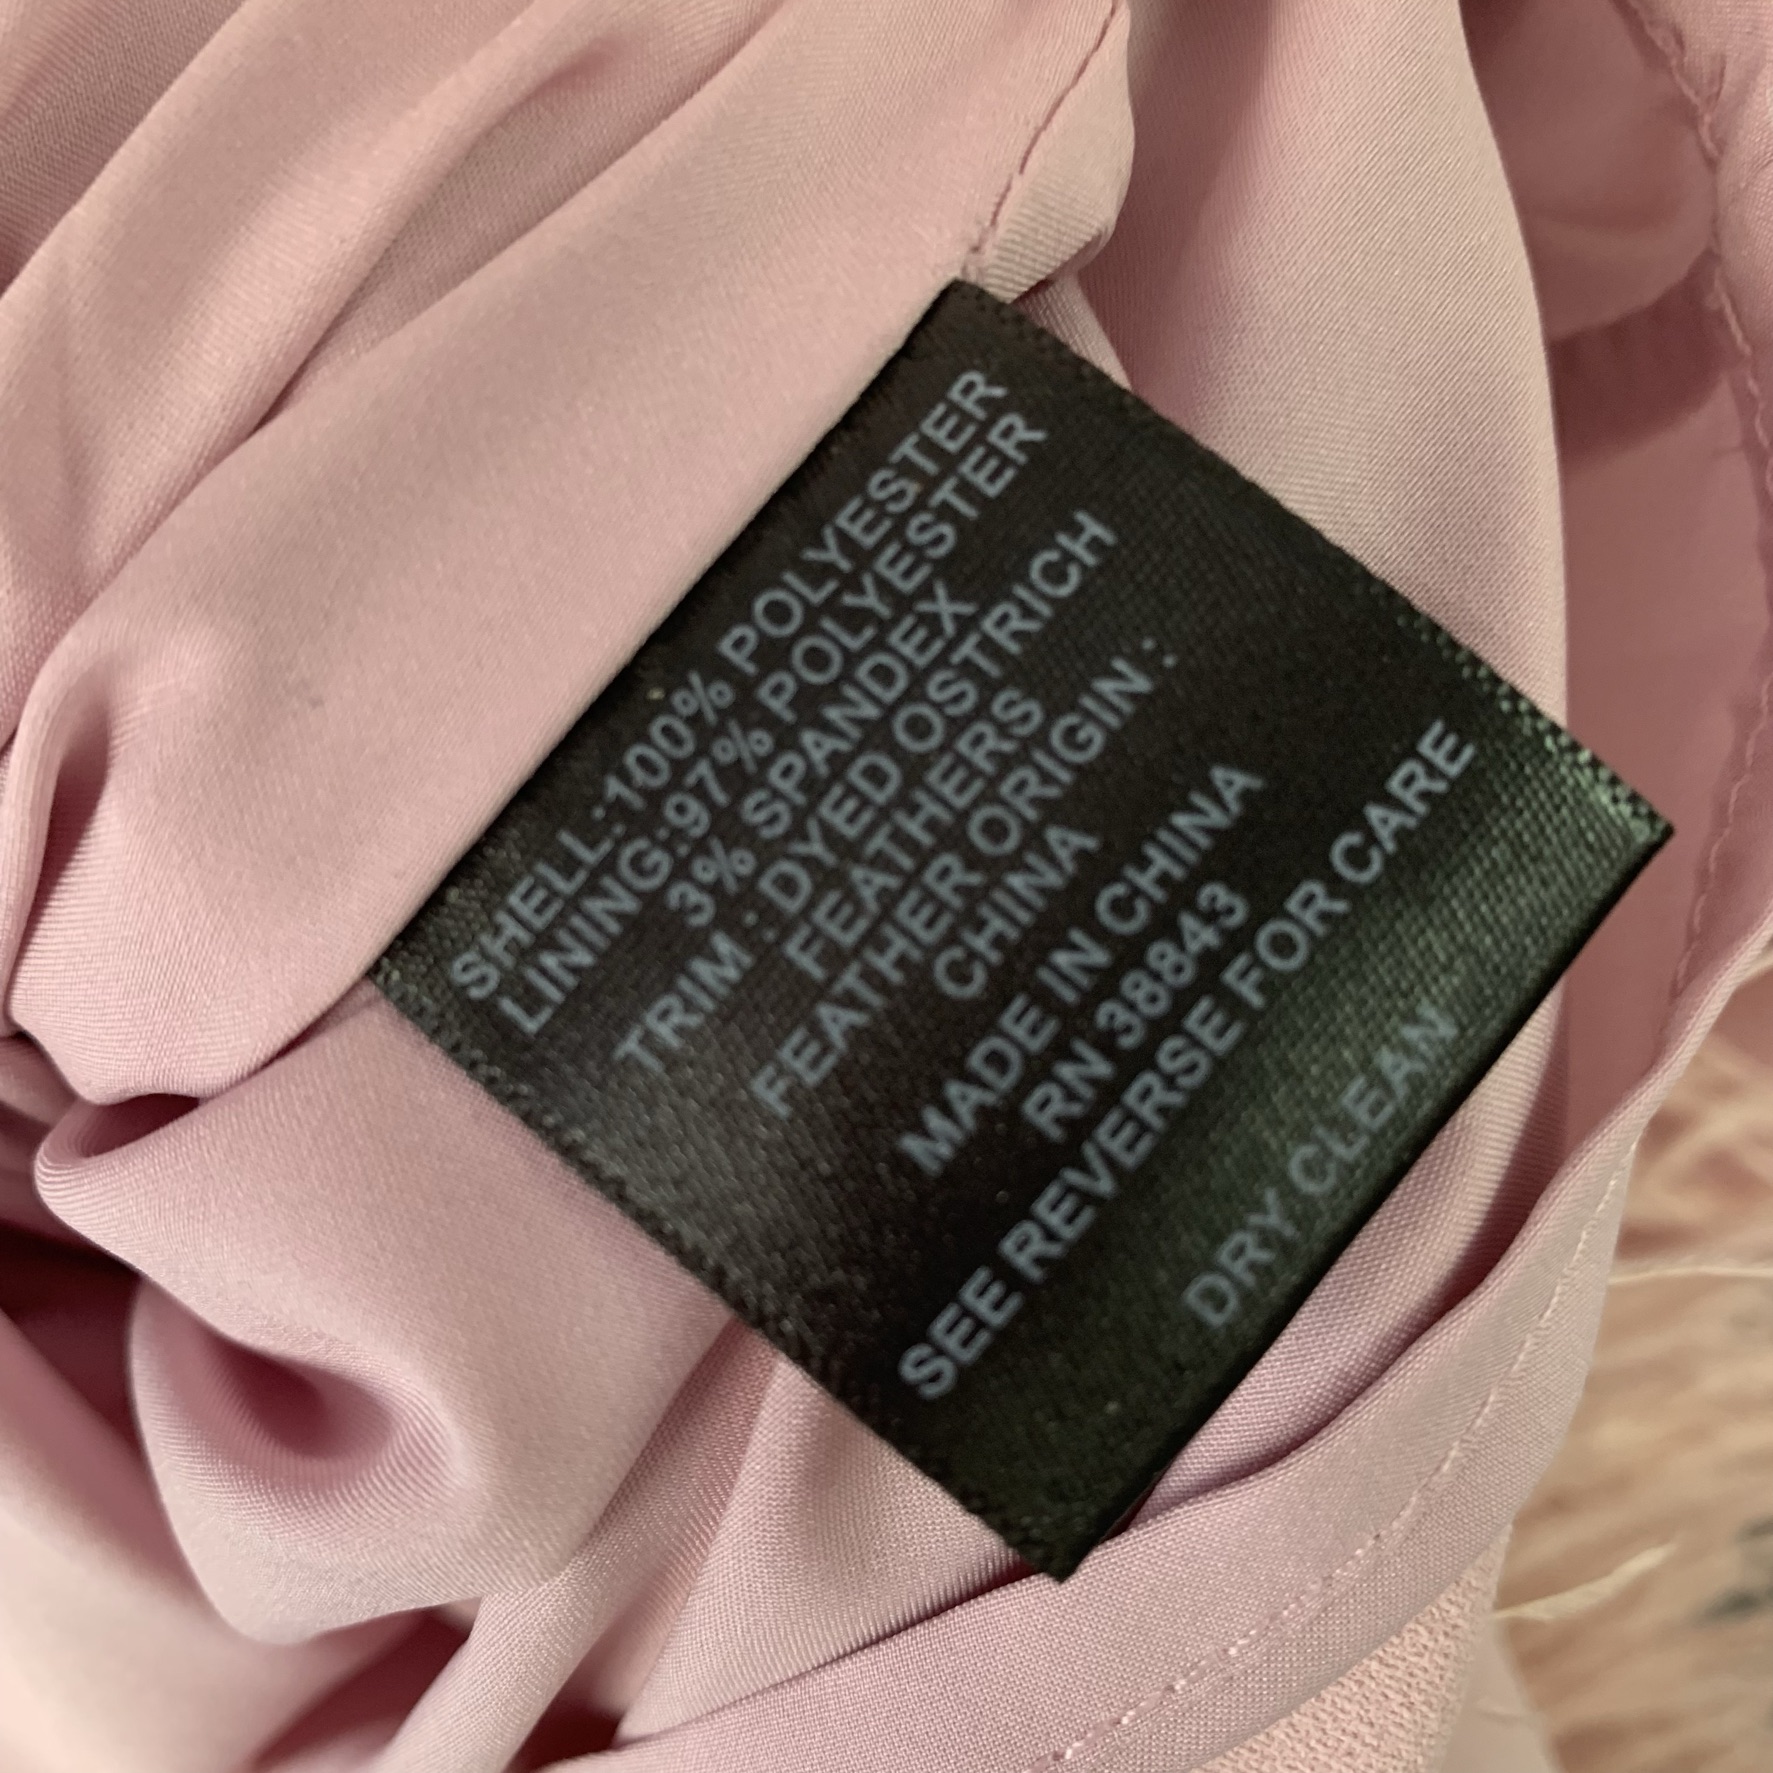 SHELL:100% POLYESTER
LINING:97% POLYESTER
3% SPANDEX
TRIM : DYED OSTRICH
FEATHERS
FEATHER ORIGIN :
CHINA
MADE IN CHINA
RN 38843
SEE REVERSE FOR CARE
DRY CLEAN